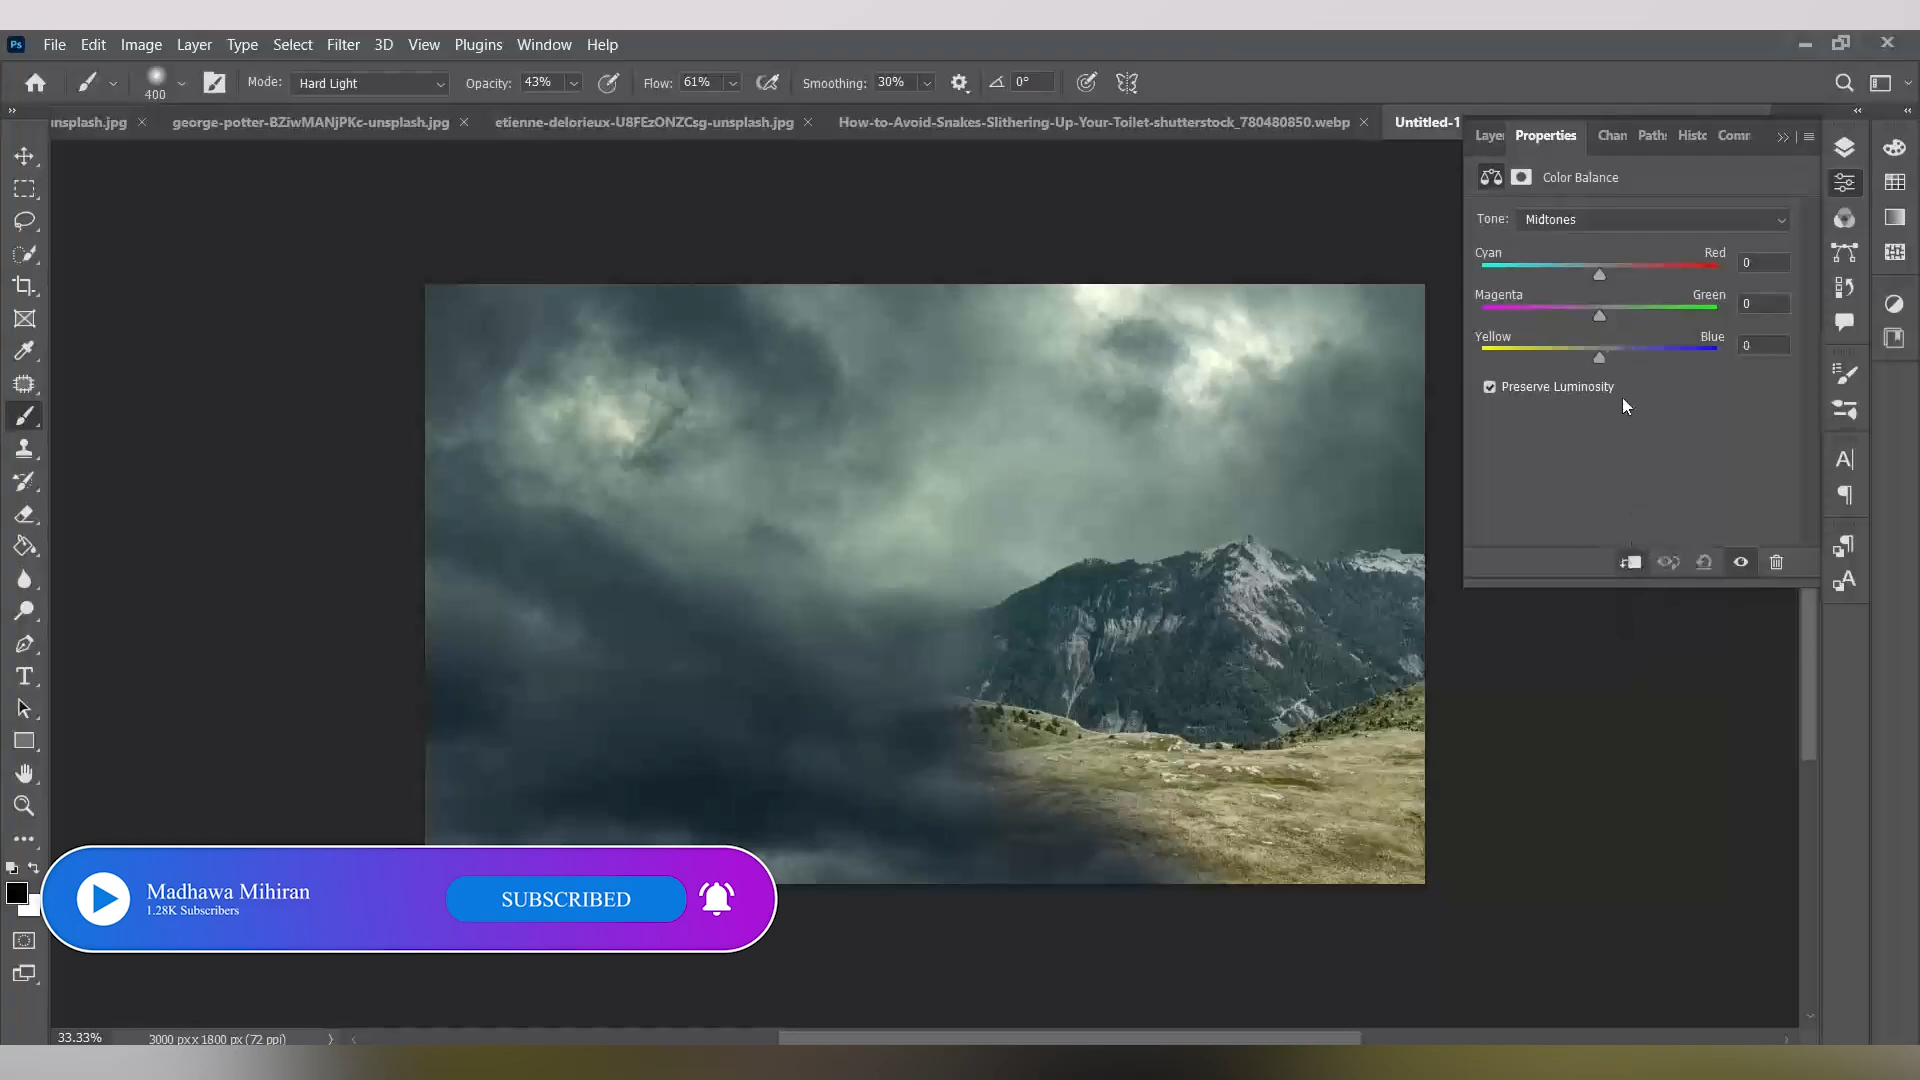 Ps File Edit Image Layer Type Select Filter 3D View Plugins Window Help
400 Mode: Hard Light Opacity: 43% Flow: 61% Smoothing: 30% 0°
nsplash.jpg × george-potter-BZiwMANjPKc-unsplash.jpg × etienne-delorieux-U8FEzONZCsg-unsplash.jpg × How-to-Avoid-Snakes-Slithering-Up-Your-Toilet-shutterstock_780480850.webp × Untitled-1
Layer Properties Chan Paths Histo Comr
Color Balance
Tone: Midtones
Cyan Red 0
Magenta Green 0
Yellow Blue 0
Preserve Luminosity
Madhawa Mihiran
1.28K Subscribers
SUBSCRIBED
33.33% 3000 px x 1800 px (72 ppi)